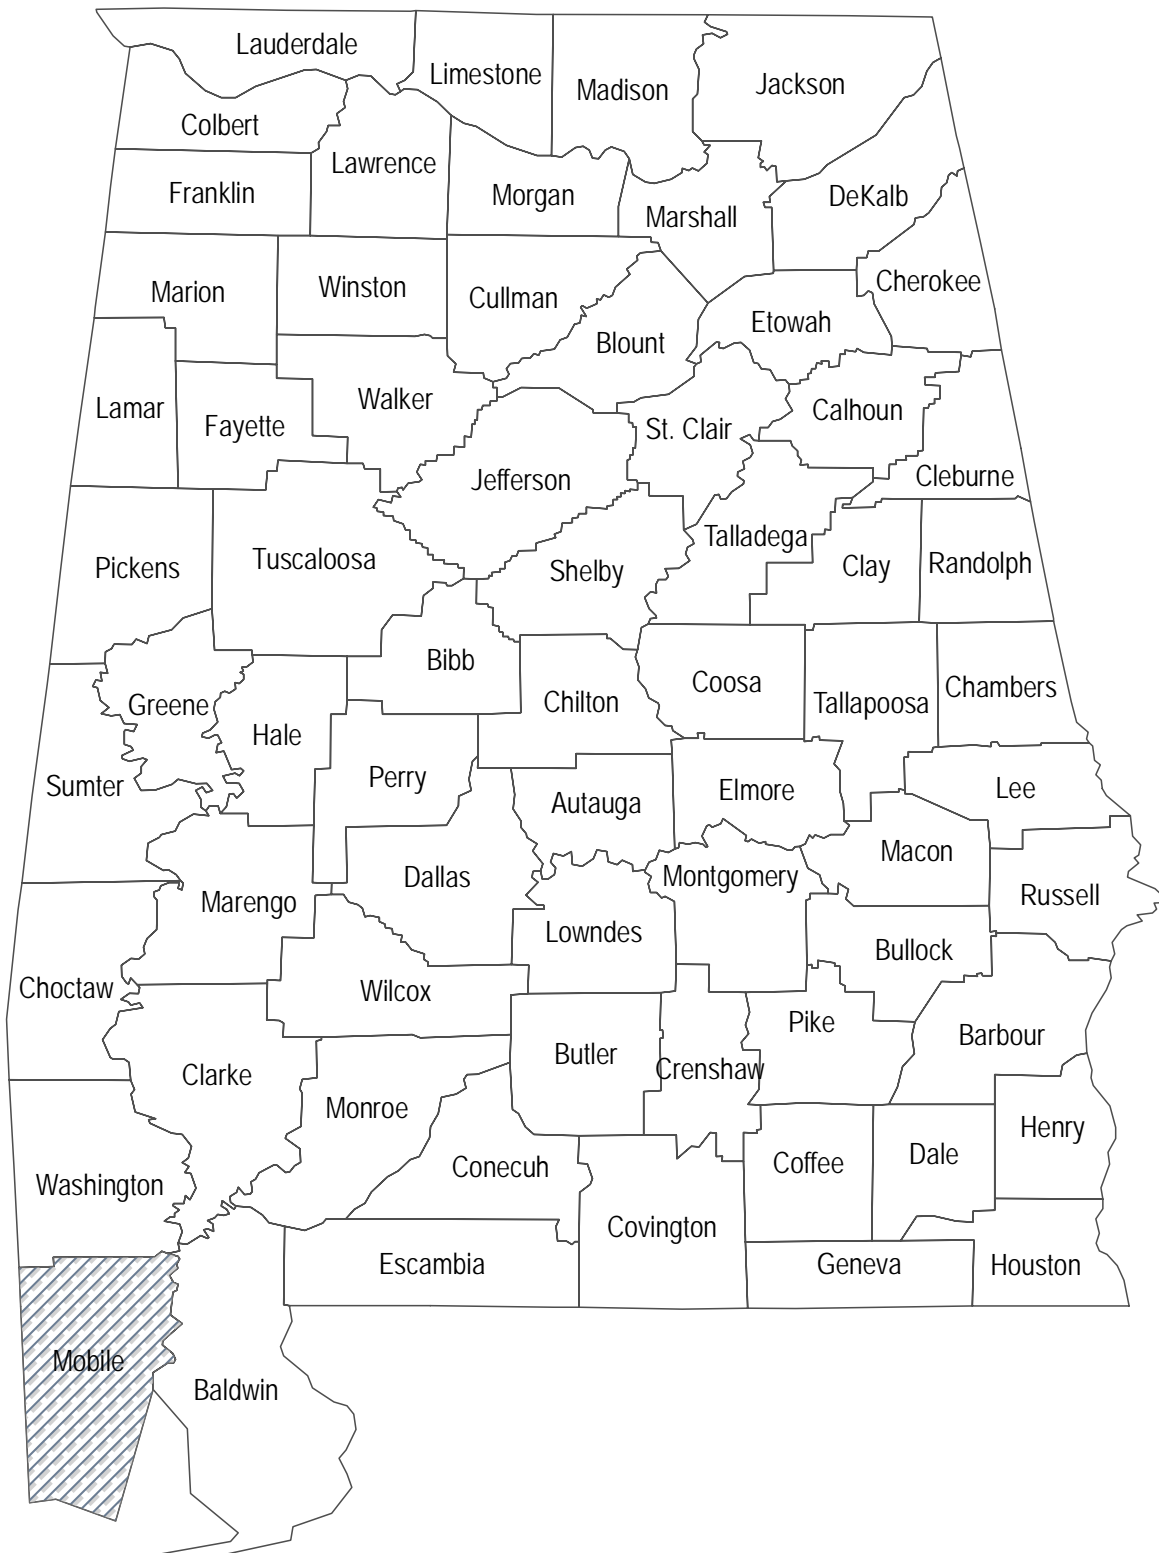 Lauderdale
Limestone
Madison
Jackson
Colbert
Lawrence
Franklin
Morgan
Marshall
DeKalb
Cherokee
Marion
Winston
Cullman
Blount
Etowah
Lamar
Fayette
Walker
St. Clair
Calhoun
Cleburne
Jefferson
Talladega
Pickens
Tuscaloosa
Shelby
Clay
Randolph
Bibb
Coosa
Chambers
Greene
Hale
Chilton
Tallapoosa
Sumter
Perry
Autauga
Elmore
Lee
Macon
Marengo
Dallas
Montgomery
Russell
Lowndes
Bullock
Choctaw
Wilcox
Pike
Barbour
Butler
Crenshaw
Clarke
Monroe
Henry
Washington
Conecuh
Coffee
Dale
Covington
Escambia
Geneva
Houston
Mobile
Baldwin